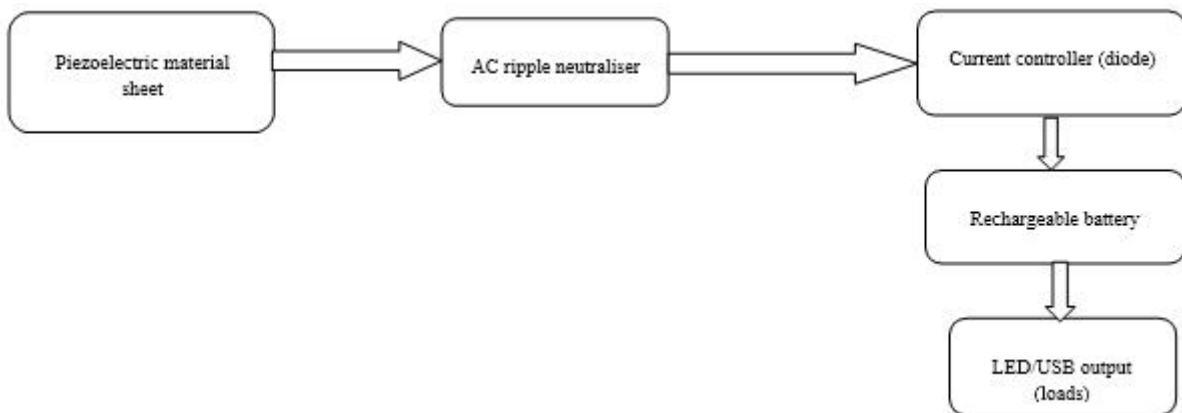 Piezoelectric material
sheet
AC ripple neutraliser
Current controller (diode)
Rechargeable battery
LED/USB output
(loads)